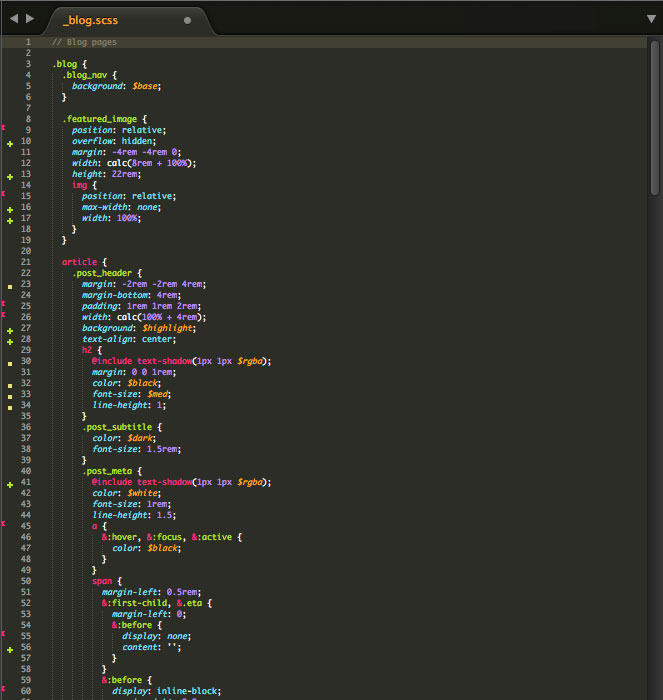 _blog.scss
1 // Blog pages
2
3 .blog {
4 .blog_nav {
5 background: $base;
6 }
7
8 .featured_image {
9 position: relative;
10 overflow: hidden;
11 margin: -4rem -4rem 0;
12 width: calc(8rem + 100%);
13 height: 22rem;
14 img {
15 position: relative;
16 max-width: none;
17 width: 100%;
18 }
19 }
20
21 article {
22 .post_header {
23 margin: -2rem -2rem 4rem;
24 margin-bottom: 4rem;
25 padding: 1rem 1rem 2rem;
26 width: calc(100% + 4rem);
27 background: $highlight;
28 text-align: center;
29 h2 {
30 @include text-shadow(1px 1px $rgba);
31 margin: 0 0 1rem;
32 color: $black;
33 font-size: $med;
34 line-height: 1;
35 }
36 .post_subtitle {
37 color: $dark;
38 font-size: 1.5rem;
39 }
40 .post_meta {
41 @include text-shadow(1px 1px $rgba);
42 color: $white;
43 font-size: 1rem;
44 line-height: 1.5;
45 a {
46 &:hover, &:focus, &:active {
47 color: $black;
48 }
49 }
50 span {
51 margin-left: 0.5rem;
52 &:first-child, &.eta {
53 margin-left: 0;
54 &:before {
55 display: none;
56 content: '';
57 }
58 }
59 &:before {
60 display: inline-block;